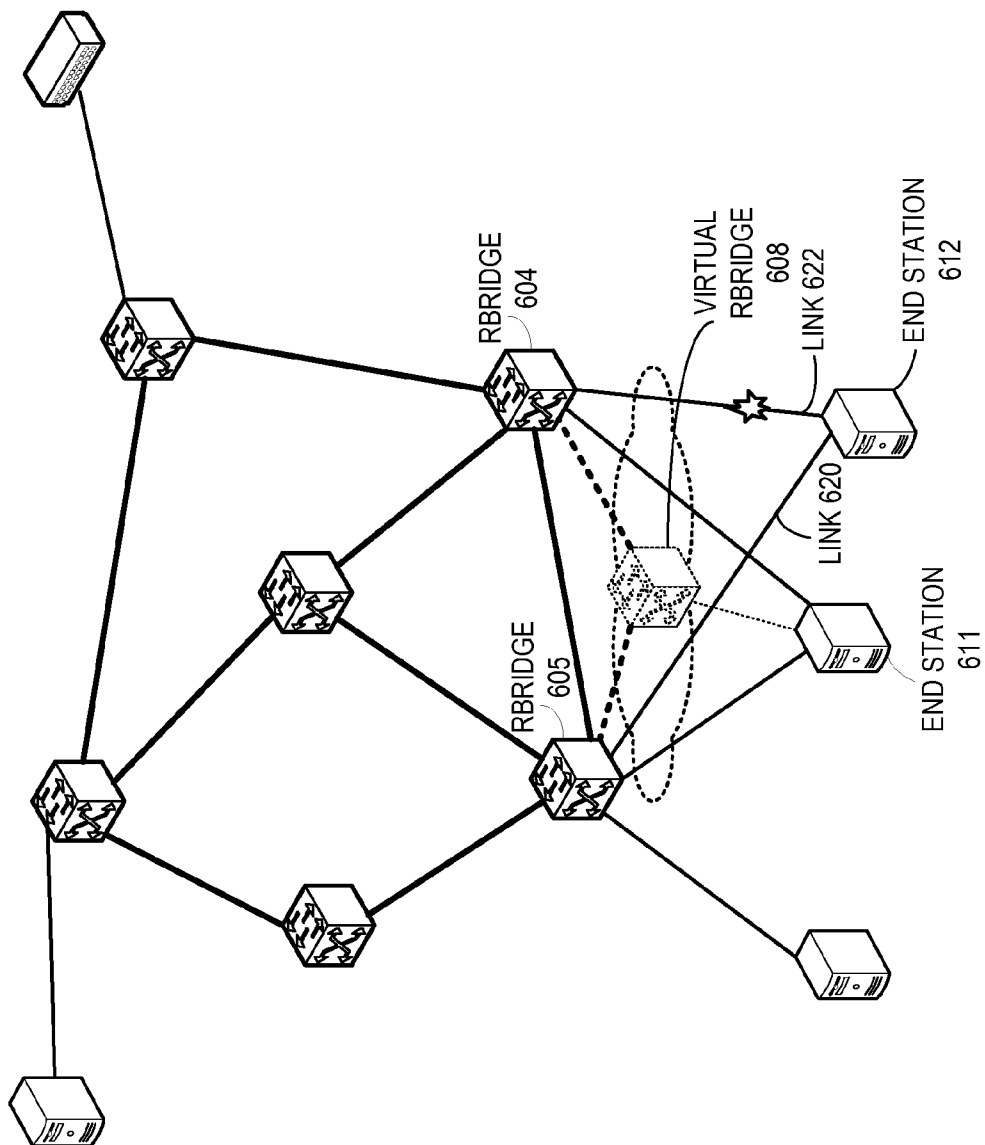 RBRIDGE
604
RBRIDGE
605
VIRTUAL
RBRIDGE
608
LINK 622
LINK 620
END STATION
612
END STATION
611